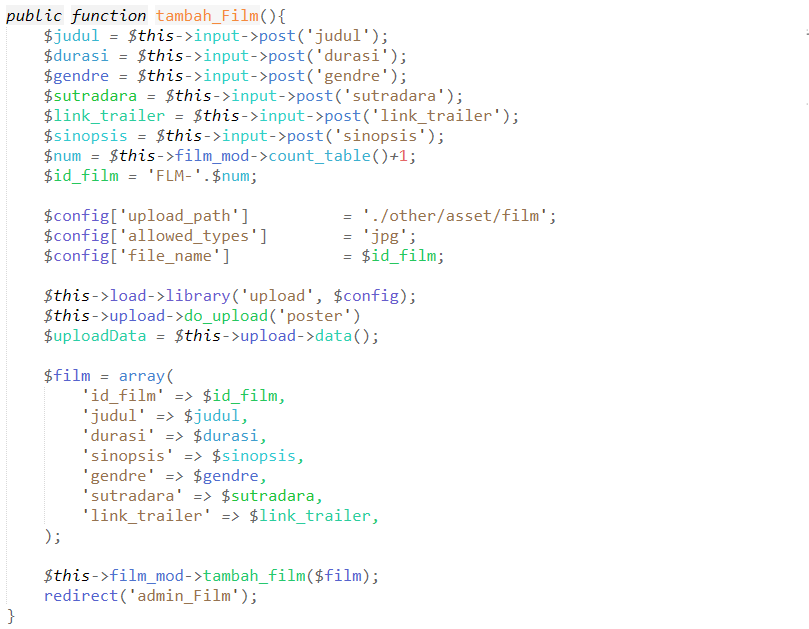 public function tambah_Film(){
$judul = $this->input->post('judul');
$durasi = $this->input->post('durasi');
$gendre = $this->input->post('gendre');
$sutradara = $this->input->post('sutradara');
$link_trailer = $this->input->post('link_trailer');
$sinopsis = $this->input->post('sinopsis');
$num = $this->film_mod->count_table()+1;
$id_film = 'FLM-'.$num;
$config['upload_path'] = './other/asset/film';
$config['allowed_types'] = 'jpg';
$config['file_name'] = $id_film;
$this->load->library('upload', $config);
$this->upload->do_upload('poster')
$uploadData = $this->upload->data();
$film = array(
'id_film' => $id_film,
'judul' => $judul,
'durasi' => $durasi,
'sinopsis' => $sinopsis,
'gendre' => $gendre,
'sutradara' => $sutradara,
'link_trailer' => $link_trailer,
);
$this->film_mod->tambah_film($film);
redirect('admin_Film');
}